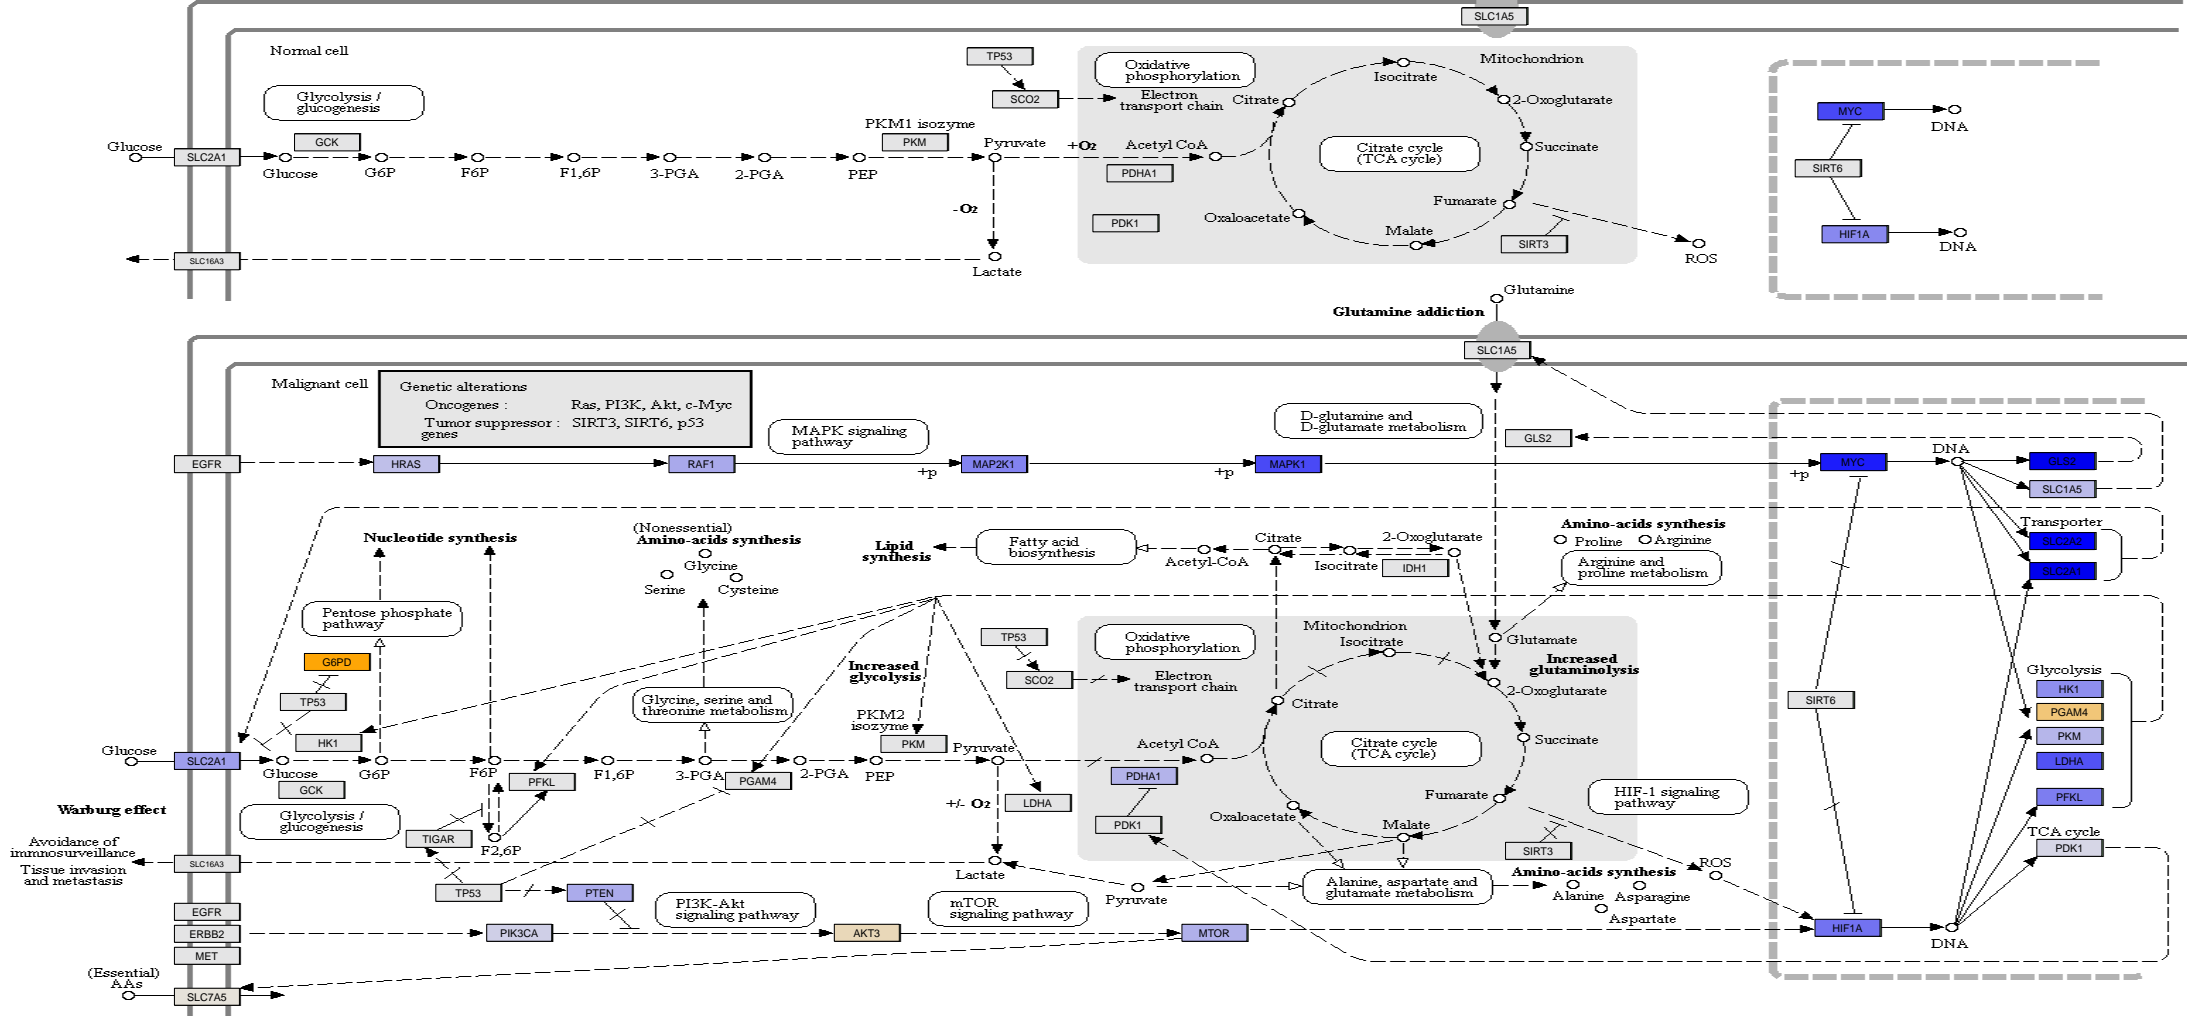 SLC1A5
Normal cell
TP53
Oxidative
phosphorylation
Mitochondrion
Isocitrate
Glycolysis /
glucogenesis
SCO2
Electron
transport chain
Citrate
2-Oxoglutarate
MYC
DNA
PKM1 isozyme
Glucose
SLC2A1
GCK
PKM
Pyruvate
+O2
Acetyl CoA
Citrate cycle
(TCA cycle)
Succinate
Glucose
G6P
F6P
F1,6P
3-PGA
2-PGA
PEP
PDHA1
SIRT6
-O2
PDK1
Oxaloacetate
Fumarate
Malate
SIRT3
HIF1A
DNA
SLC16A3
Lactate
ROS
Glutamine
Glutamine addiction
SLC1A5
Malignant cell
Genetic alterations
Oncogenes : Ras, PI3K, Akt, c-Myc
Tumor suppressor : SIRT3, SIRT6, p53
genes
MAPK signaling
pathway
D-glutamine and
D-glutamate metabolism
GLS2
EGFR
HRAS
RAF1
+p
MAP2K1
+p
MAPK1
+p
MYC
DNA
GLS2
SLC1A5
Transporter
SLC2A2
SLC2A1
Nucleotide synthesis
(Nonessential)
Amino-acids synthesis
Glycine
Serine
Cysteine
Lipid
synthesis
Fatty acid
biosynthesis
Acetyl-CoA
Citrate
Isocitrate
2-Oxoglutarate
IDH1
Amino-acids synthesis
Proline
Arginine
Arginine and
proline metabolism
Pentose phosphate
pathway
G6PD
TP53
HK1
Increased
glycolysis
Glycine, serine and
threonine metabolism
PKM2
isozyme
PKM
TP53
SCO2
Oxidative
phosphorylation
Electron
transport chain
Mitochondrion
Isocitrate
Glutamate
Increased
glutaminolysis
2-Oxoglutarate
Citrate
SIRT6
Glycolysis
HK1
PGAM4
PKM
LDHA
PFKL
TCA cycle
PDK1
Glucose
SLC2A1
Glucose
GCK
G6P
F6P
PFKL
F1,6P
3-PGA
PGAM4
2-PGA
PEP
Pyruvate
Acetyl CoA
Citrate cycle
(TCA cycle)
Succinate
PDHA1
+/- O2
LDHA
PDK1
Fumarate
Oxaloacetate
Malate
SIRT3
HIF-1 signaling
pathway
Warburg effect
Glycolysis /
glucogenesis
TIGAR
F2,6P
Avoidance of
immnosurveillance
Tissue invasion
and metastasis
SLC16A3
TP53
PTEN
Lactate
Pyruvate
Alanine, aspartate and
glutamate metabolism
Amino-acids synthesis
Alanine
Asparagine
Aspartate
ROS
PI3K-Akt
signaling pathway
mTOR
signaling pathway
EGFR
ERBB2
MET
PIK3CA
AKT3
MTOR
HIF1A
DNA
(Essential)
AAs
SLC7A5